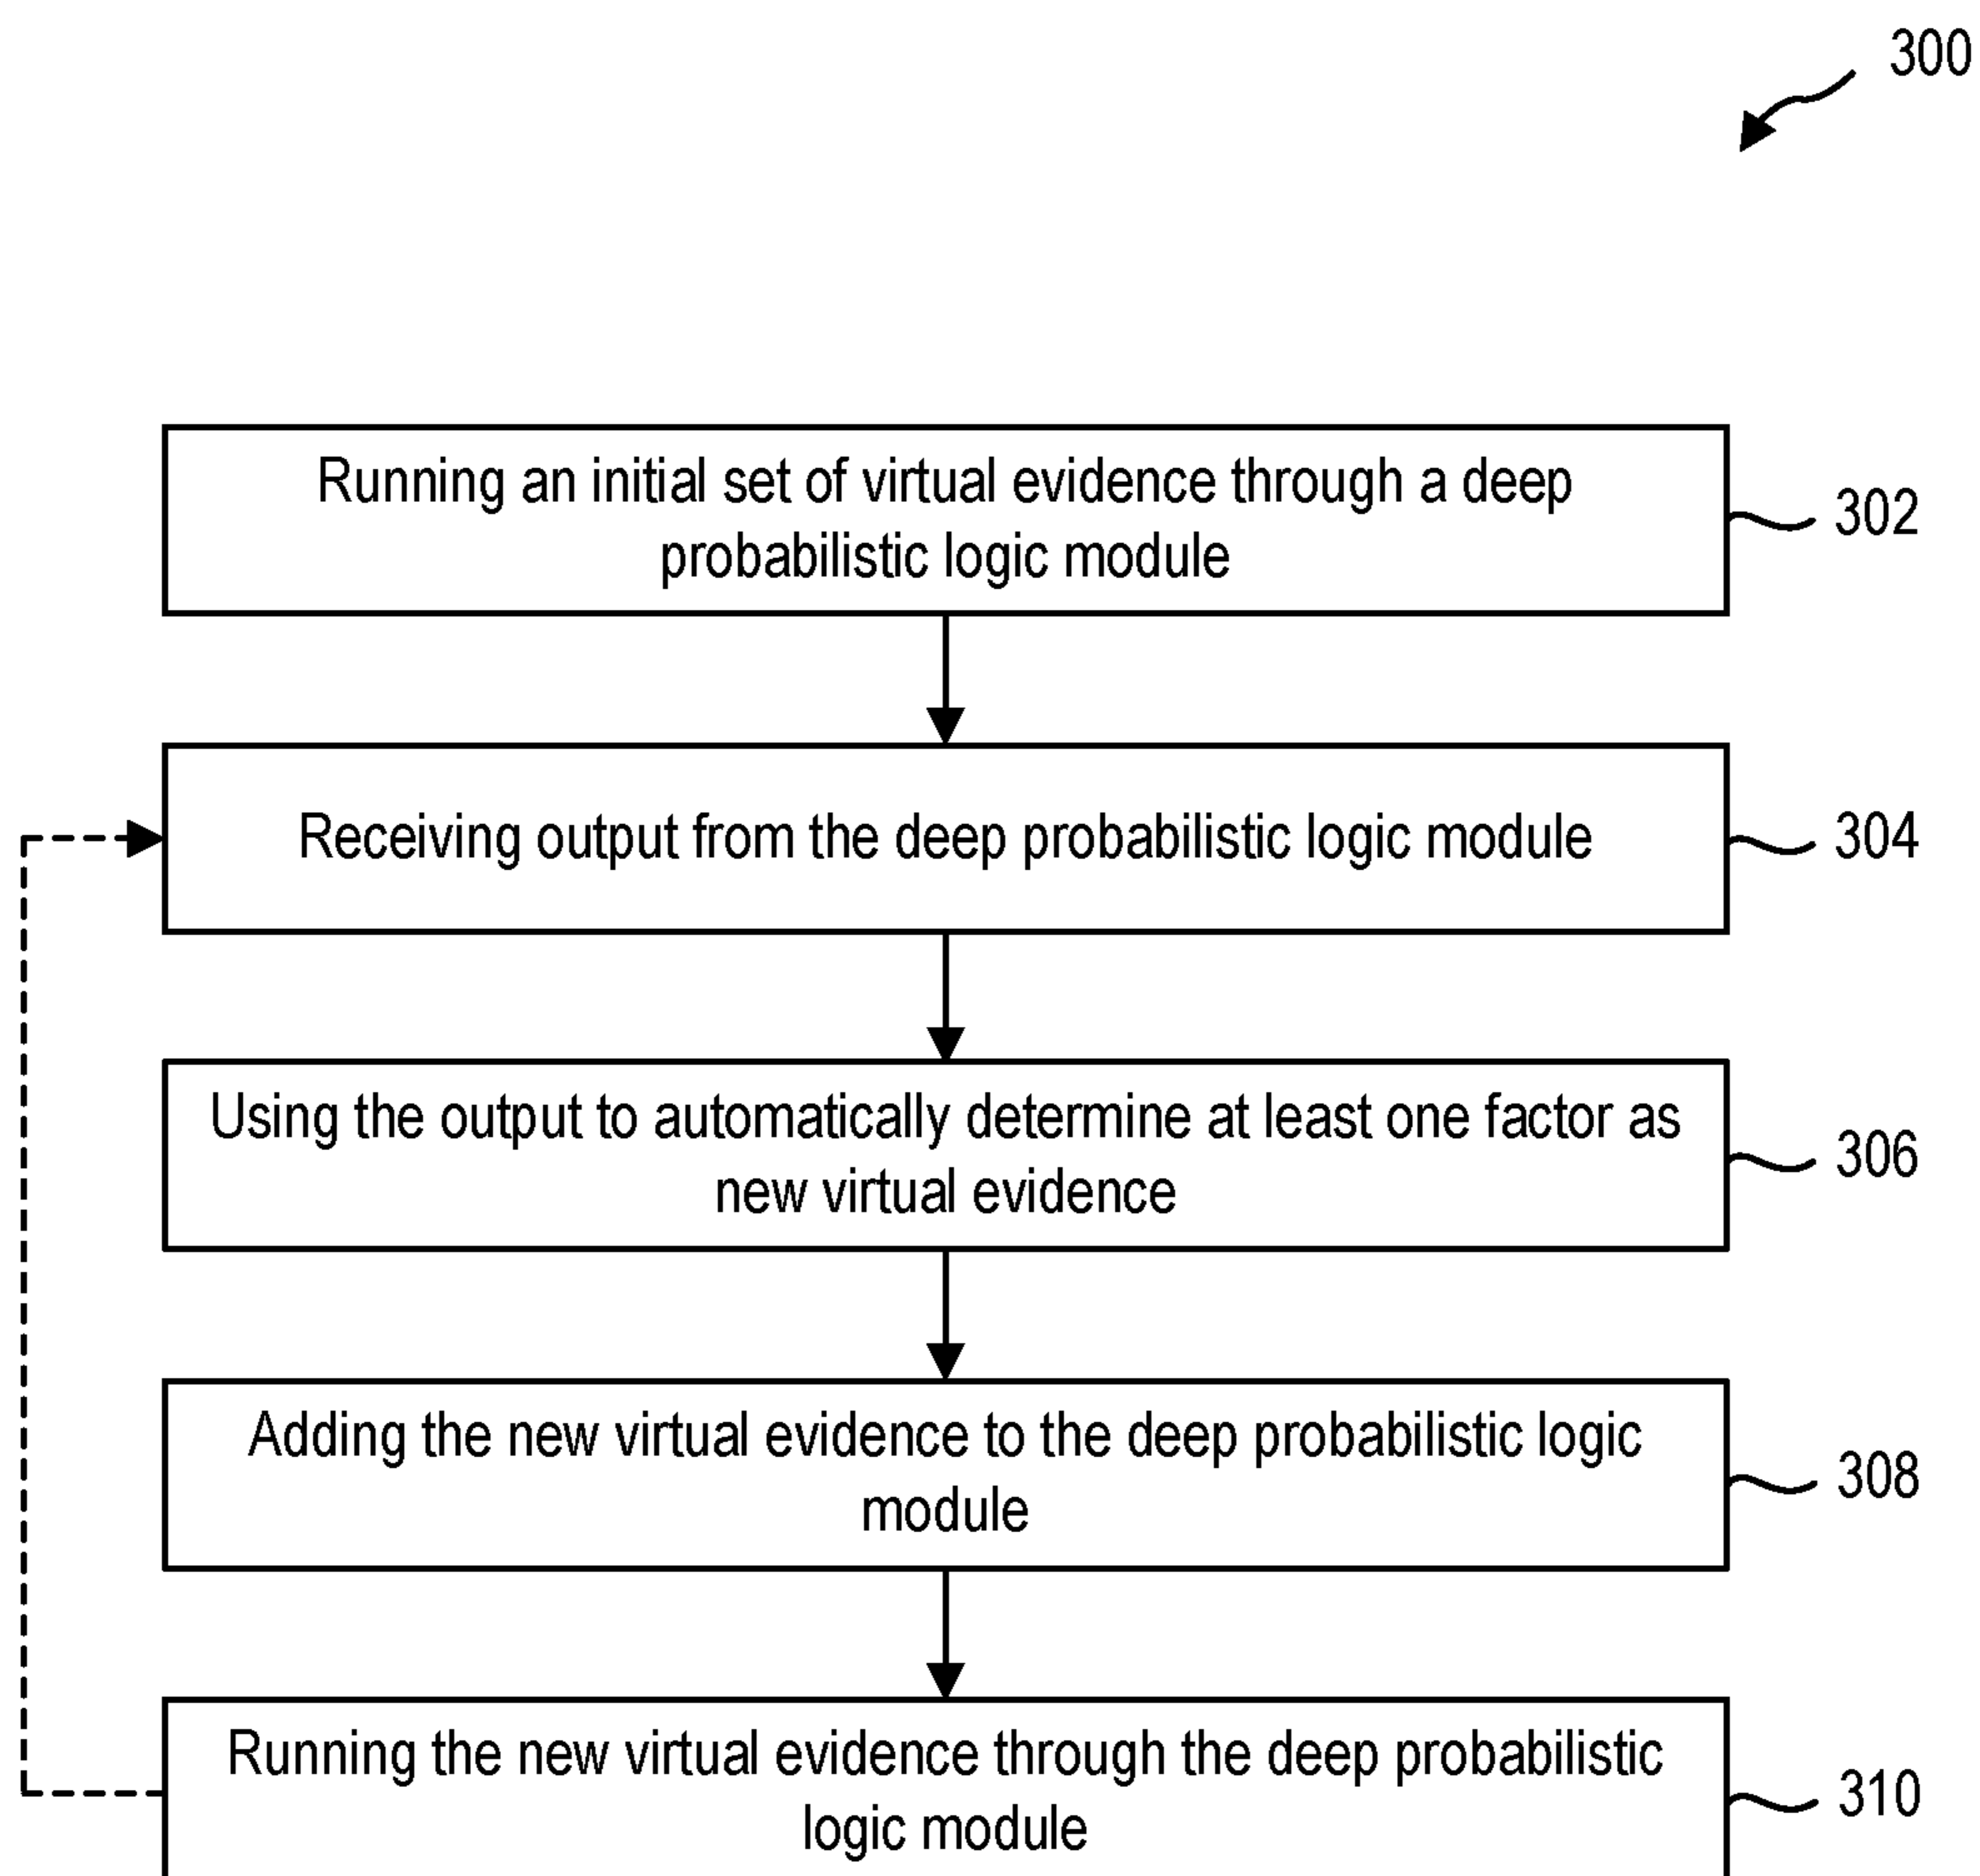 300
Running an initial set of virtual evidence through a deep
probabilistic logic module
302
Receiving output from the deep probabilistic logic module
304
Using the output to automatically determine at least one factor as
new virtual evidence
306
Adding the new virtual evidence to the deep probabilistic logic
module
308
Running the new virtual evidence through the deep probabilistic
logic module
310